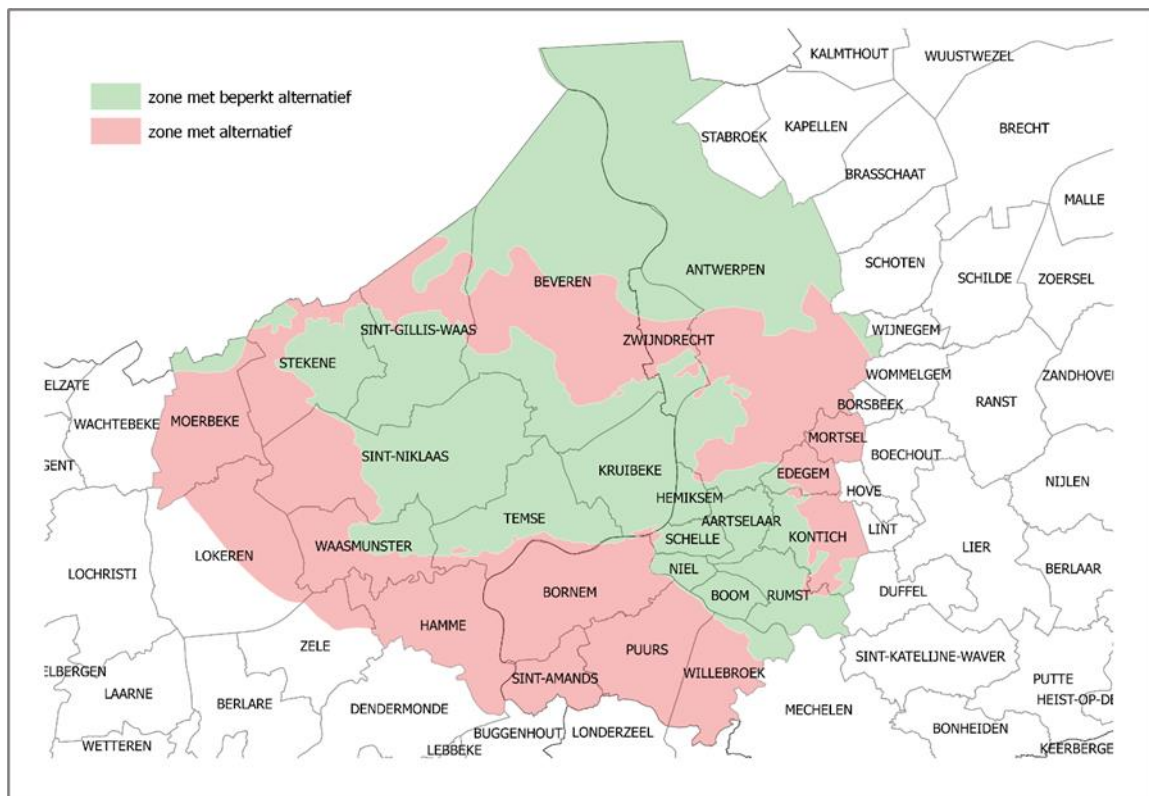 zone met beperkt alternatief
zone met alternatief
KALMTHOUT
WUUSTWEZEL
STABROEK
KAPELLEN
BRECHT
BRASSCHAAT
MALLE
SCHOTEN
ANTWERPEN
SCHILDE
ZOERSEL
BEVEREN
SINT-GILLIS-WAAS
ZWIJNDRECHT
WIJNEGEM
STEKENE
WOMMELGEM
ZANDHOVEN
ELZATE
WACHTEBEKE
MOERBEKE
BORSBEEK
RANST
MORTSEL
BOECHOUT
GENT
SINT-NIKLAAS
KRUIBEKE
EDEGEM
HOVE
NIJLEN
HEMIKSEM
TEMSE
AARTSELAAR
LINT
WAASMUNSTER
SCHELLE
KONTICH
LIER
LOKEREN
LOCHRISTI
NIEL
BERLAAR
BORNEM
BOOM
RUMST
DUFFEL
HAMME
ZELE
PUURS
SINT-KATELIJNE-WAVER
ELBERGEN
SINT-AMANDS
WILLEBROEK
PUTTE
LAARNE
BERLARE
DENDERMONDE
MECHELEN
HEIST-OP-DE
BUGGENHOUT
LONDERZEEL
BONHEIDEN
WETTEREN
LEBBEKE
KEERBERGE